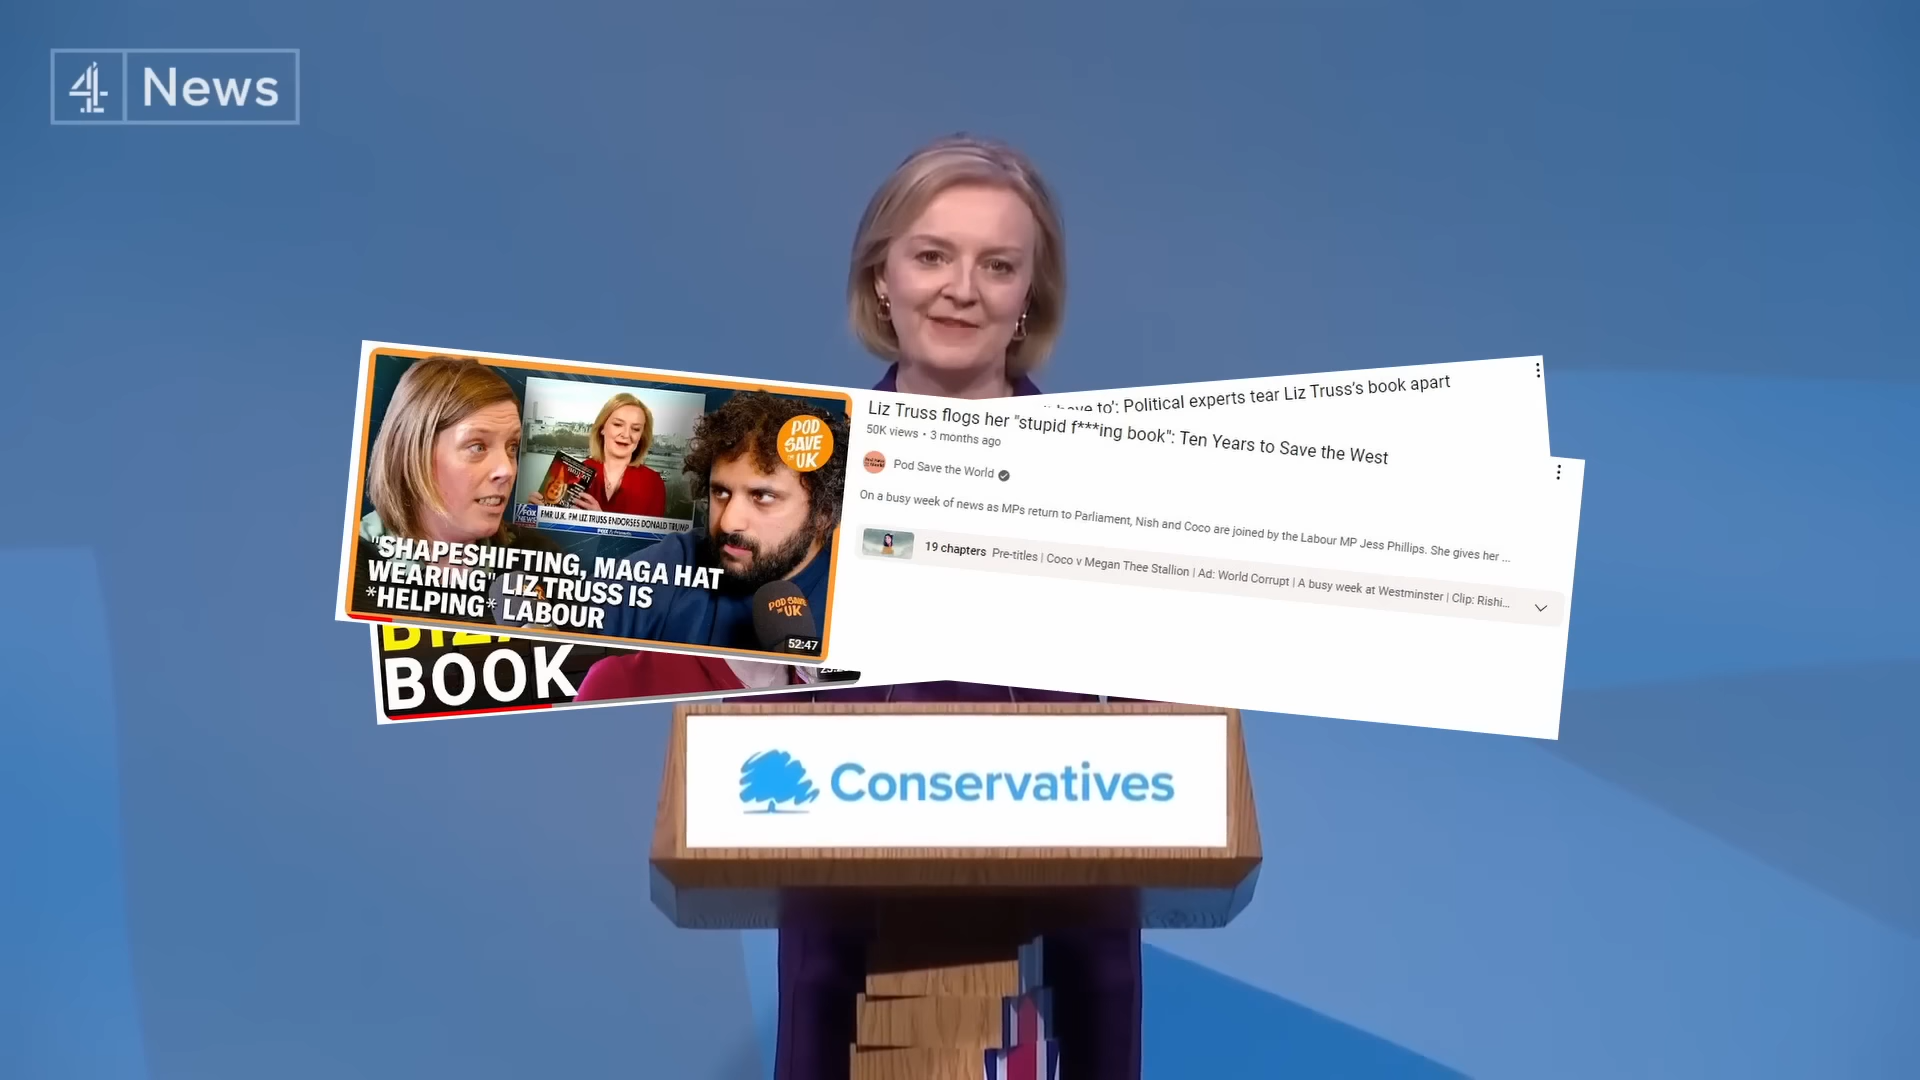 4 News
have to': Political experts tear Liz Truss's book apart
Liz Truss flogs her "stupid f***ing book": Ten Years to Save the West
50K views • 3 months ago
Pod Save the World
On a busy week of news as MPs return to Parliament, Nish and Coco are joined by the Labour MP Jess Phillips. She gives her ...
19 chapters Pre-titles | Coco v Megan Thee Stallion | Ad: World Corrupt | A busy week at Westminster | Clip: Rishi...
POD
SAVE
THE UK
FOX
NEWS
FMR U.K. PM LIZ TRUSS ENDORSES DONALD TRUMP
"SHAPESHIFTING, MAGA HAT
WEARING" LIZ TRUSS IS
*HELPING* LABOUR
POD SAVE
THE UK
52:47
BOOK
Conservatives